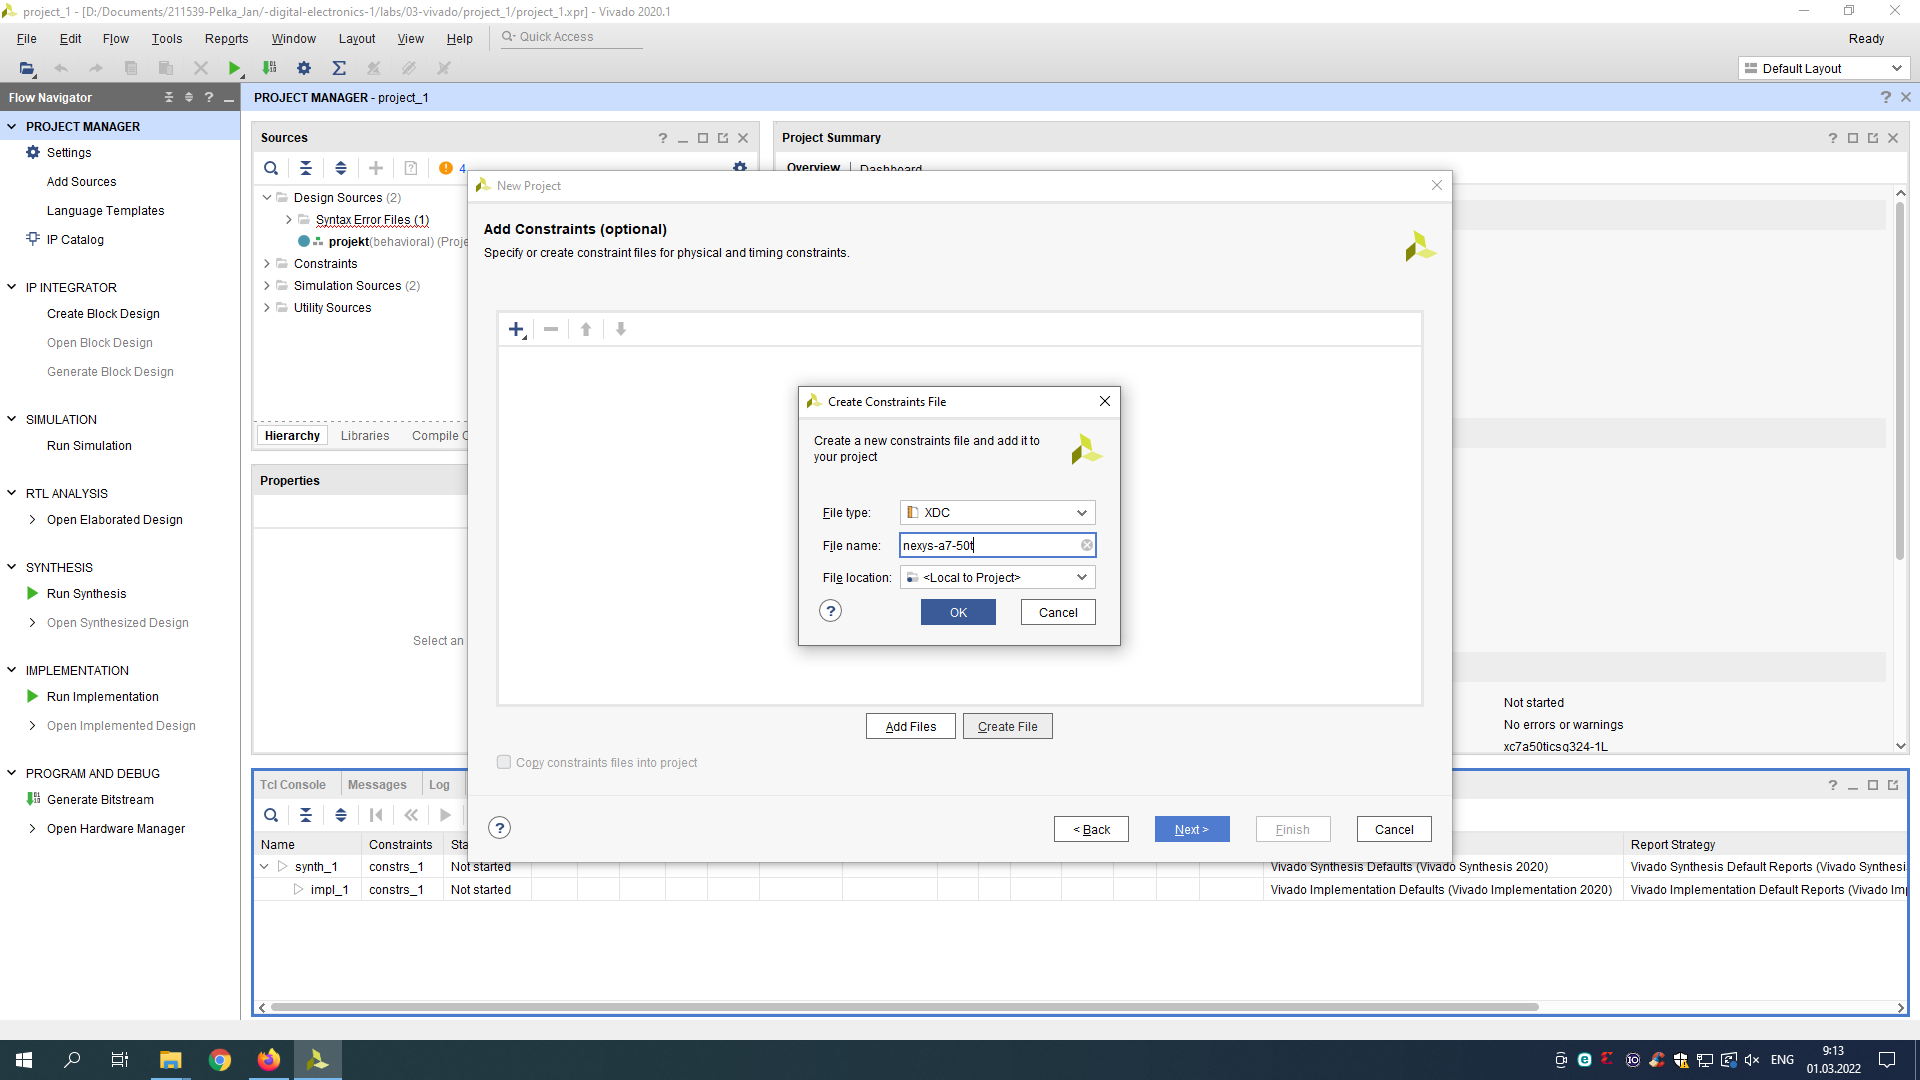 project_1 - [D:/Documents/211539-Pelka_Jan/-digital-electronics-1/labs/03-vivado/project_1/project_1.xpr] - Vivado 2020.1
File Edit Flow Tools Reports Window Layout View Help Quick Access Ready
Default Layout
Flow Navigator
PROJECT MANAGER
Settings
Add Sources
Language Templates
IP Catalog
IP INTEGRATOR
Create Block Design
Open Block Design
Generate Block Design
SIMULATION
Run Simulation
RTL ANALYSIS
Open Elaborated Design
SYNTHESIS
Run Synthesis
Open Synthesized Design
IMPLEMENTATION
Run Implementation
Open Implemented Design
PROGRAM AND DEBUG
Generate Bitstream
Open Hardware Manager
PROJECT MANAGER - project_1
Sources
4
Design Sources (2)
Syntax Error Files (1)
projekt(behavioral) (Proje
Constraints
Simulation Sources (2)
Utility Sources
Hierarchy Libraries Compile O
Properties
Select an
Project Summary
Overview | Dashboard
Not started
No errors or warnings
xc7a50ticsg324-1L
New Project
Add Constraints (optional)
Specify or create constraint files for physical and timing constraints.
Create Constraints File
Create a new constraints file and add it to
your project
File type: XDC
File name: nexys-a7-50t
File location: <Local to Project>
? OK Cancel
Add Files Create File
Copy constraints files into project
? < Back Next > Finish Cancel
Tcl Console Messages Log
Name Constraints Sta Report Strategy
synth_1 constrs_1 Not started Vivado Synthesis Defaults (Vivado Synthesis 2020) Vivado Synthesis Default Reports (Vivado Synthesi
impl_1 constrs_1 Not started Vivado Implementation Defaults (Vivado Implementation 2020) Vivado Implementation Default Reports (Vivado Im
ENG
9:13
01.03.2022